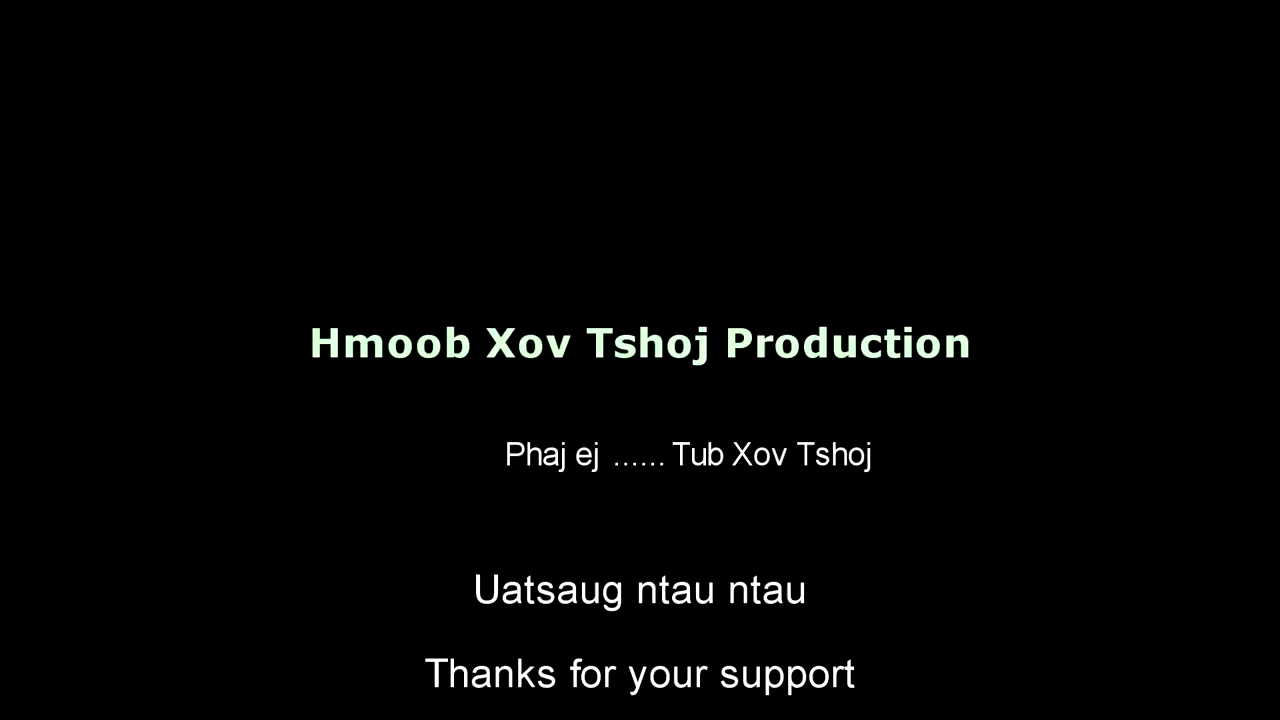 Hmoob Xov Tshoj Production
Phaj ej ...... Tub Xov Tshoj
Uatsaug ntau ntau
Thanks for your support